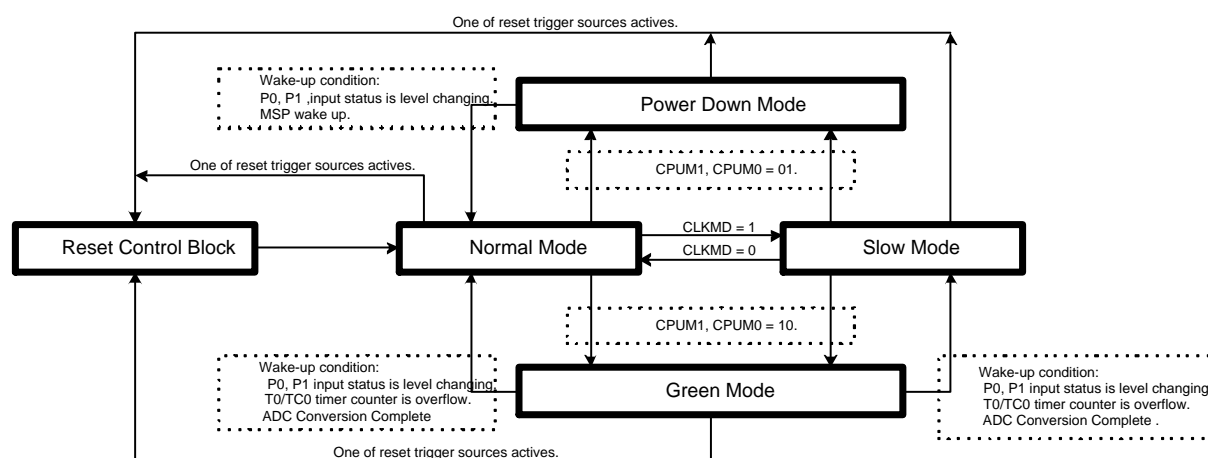 One of reset trigger sources actives.
Wake-up condition:
P0, P1 ,input status is level changing.
MSP wake up.
Power Down Mode
One of reset trigger sources actives.
CPUM1, CPUM0 = 01.
Reset Control Block
Normal Mode
CLKMD = 1
CLKMD = 0
Slow Mode
CPUM1, CPUM0 = 10.
Wake-up condition:
P0, P1 input status is level changing.
T0/TC0 timer counter is overflow.
ADC Conversion Complete
Green Mode
Wake-up condition:
P0, P1 input status is level changing.
T0/TC0 timer counter is overflow.
ADC Conversion Complete .
One of reset trigger sources actives.